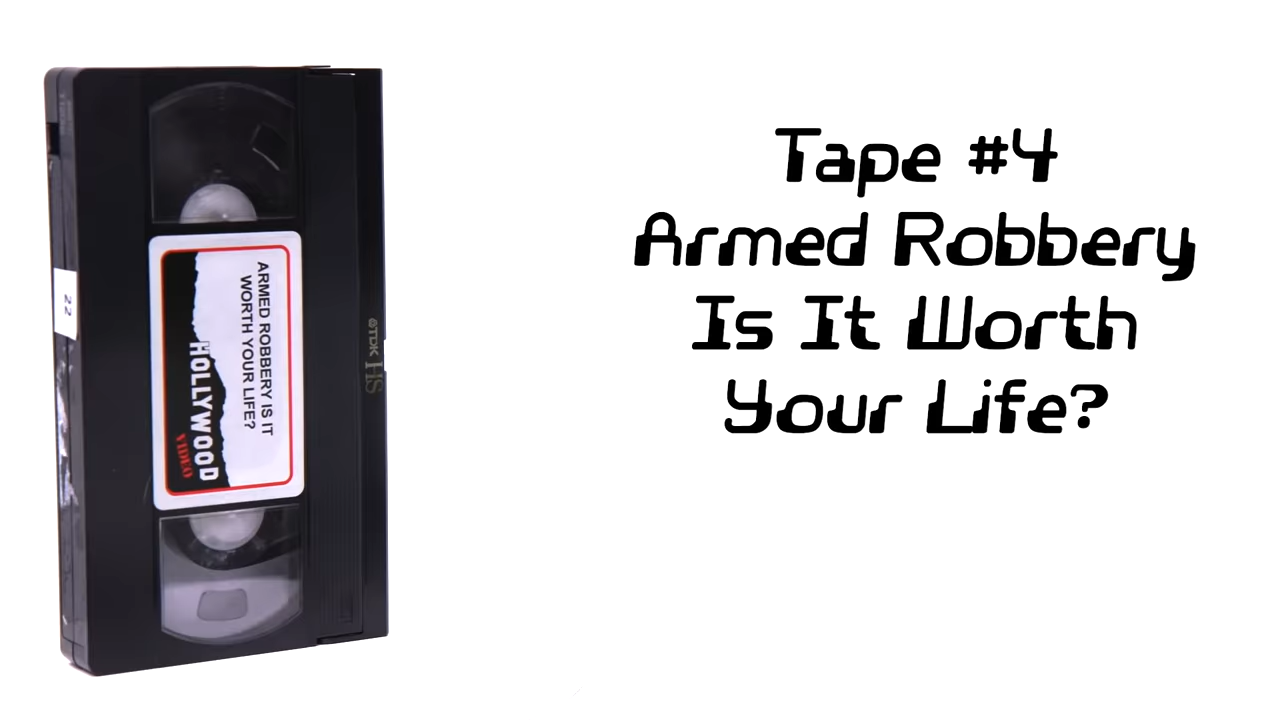 Tape #4
Armed Robbery
Is It Worth
Your Life?
ARMED ROBBERY IS IT
WORTH YOUR LIFE?
HOLLYWOOD
VIDEO
22
TDK HS